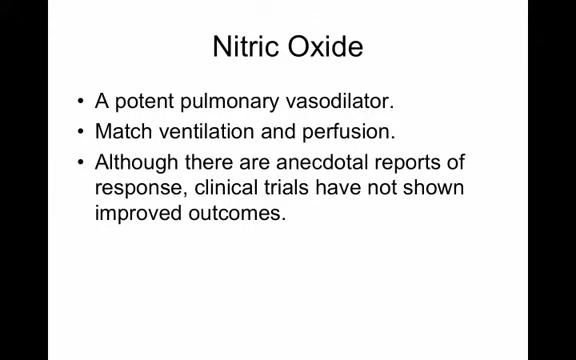 Nitric Oxide
• A potent pulmonary vasodilator.
• Match ventilation and perfusion.
• Although there are anecdotal reports of
response, clinical trials have not shown
improved outcomes.